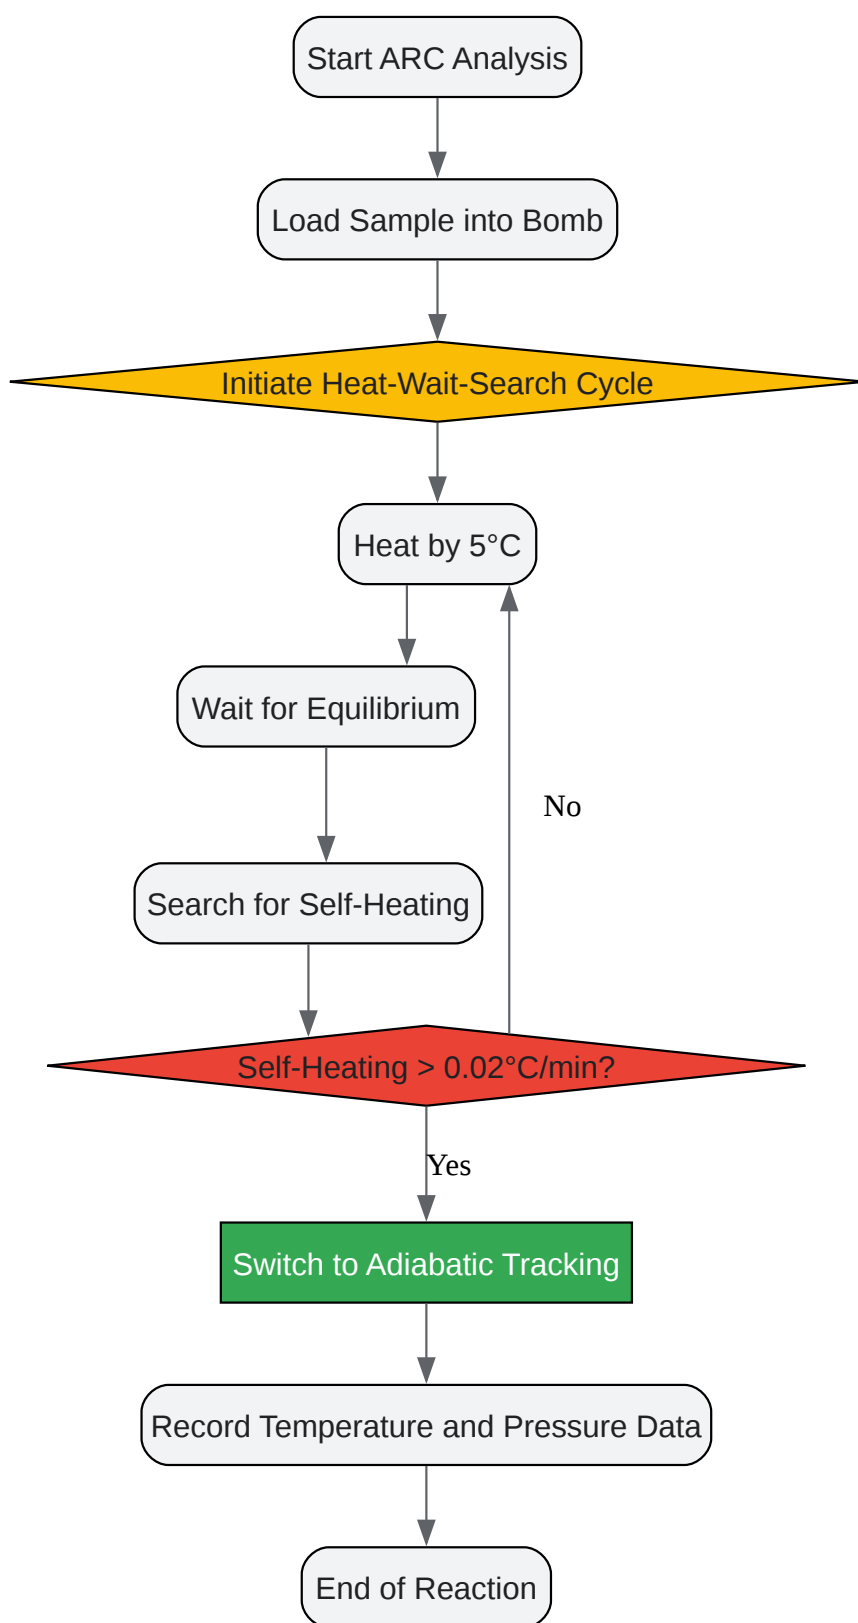 Start ARC Analysis
Load Sample into Bomb
Initiate Heat-Wait-Search Cycle
Heat by 5°C
Wait for Equilibrium
No
Search for Self-Heating
Self-Heating > 0.02°C/min?
Yes
Switch to Adiabatic Tracking
Record Temperature and Pressure Data
End of Reaction